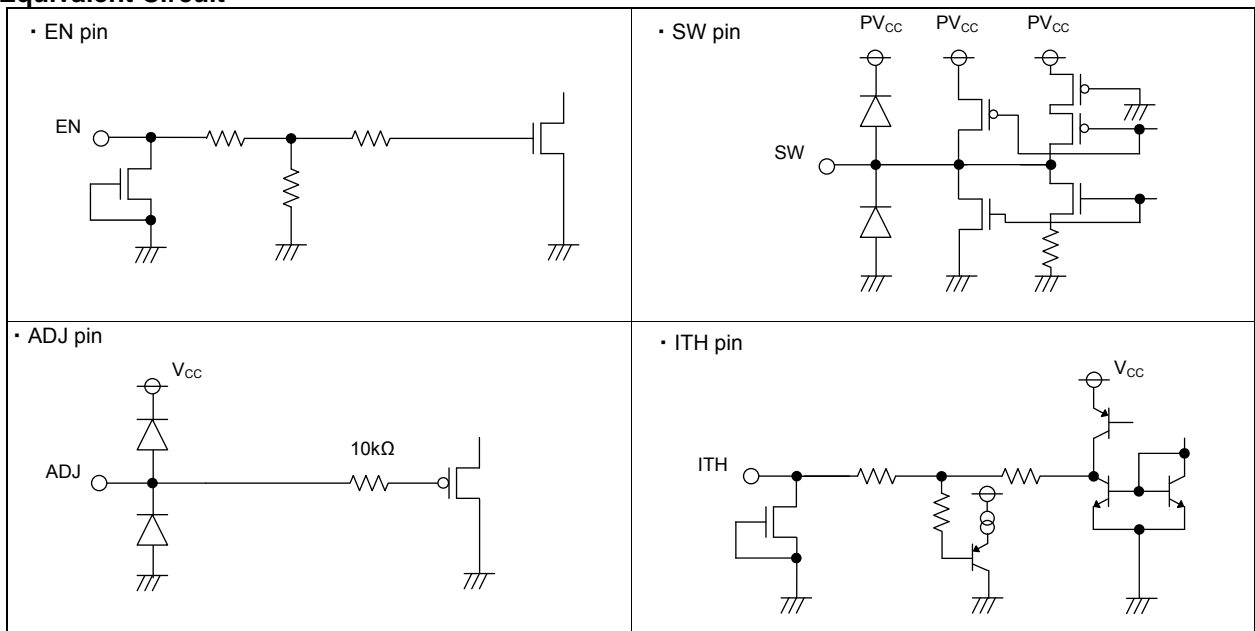 Equivalent Circuit
・EN pin
EN
・SW pin
PVCC PVCC PVCC
SW
・ADJ pin
VCC
10kΩ
ADJ
・ITH pin
VCC
ITH